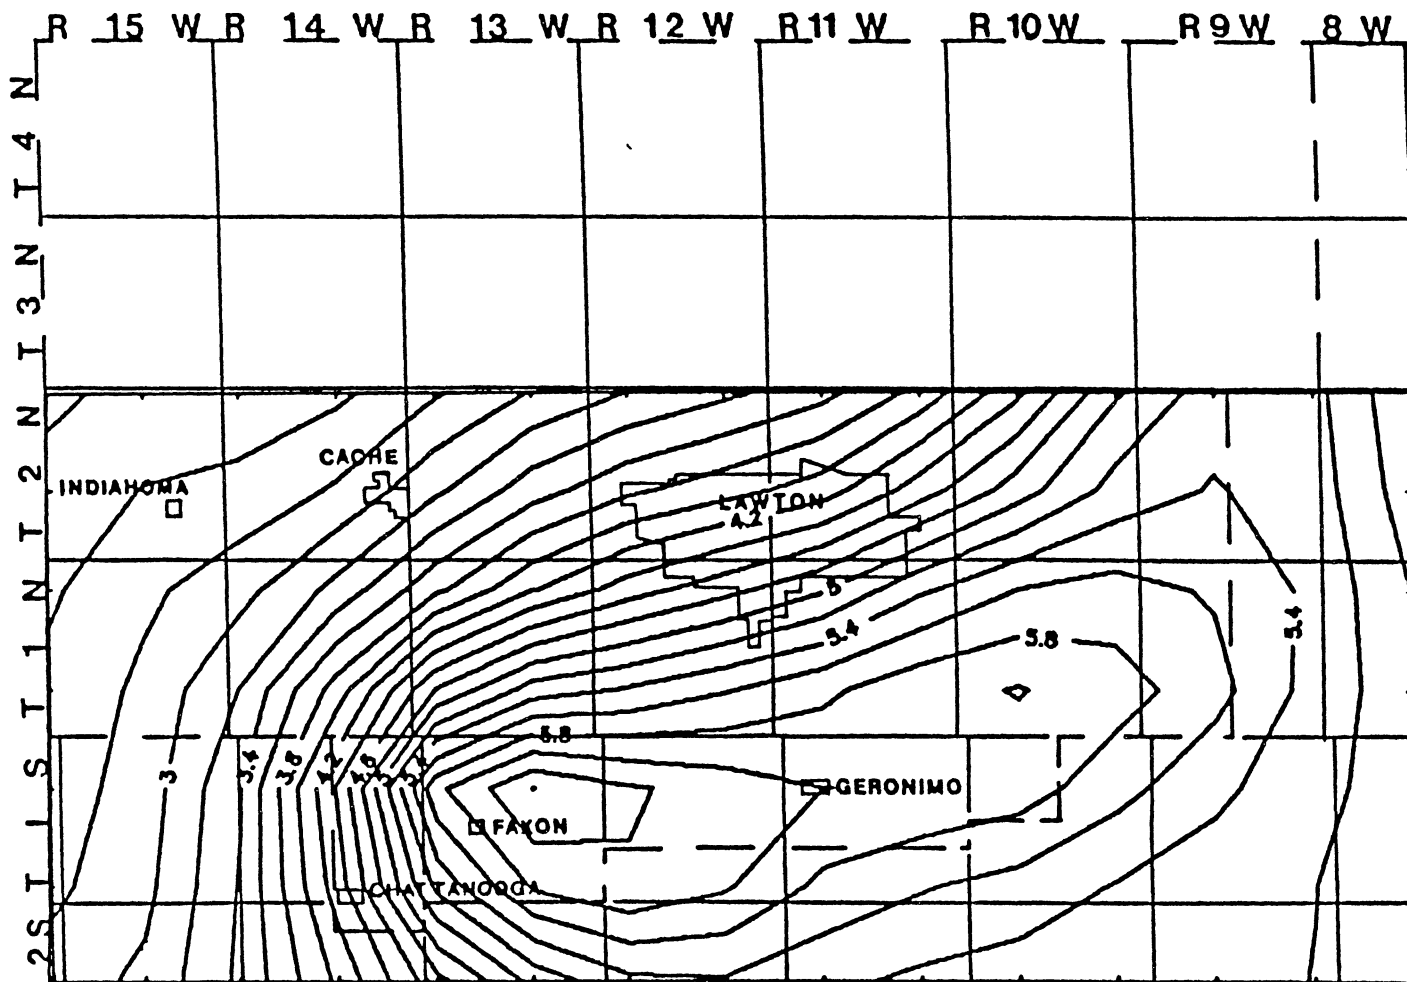 R 15 W R 14 W R 13 W R 12 W R 11 W R 10 W R 9 W 8 W
T 4 N
T 3 N
T 2 N
CACHE
INDIAHOMA
LAWTON
4.2
T 1 N
5
5.4
5.4
5.8
5.8
3 3.4 3.8 4.2 4.6
T 1 S
GERONIMO
FAXON
CHATTANOOGA
2 S